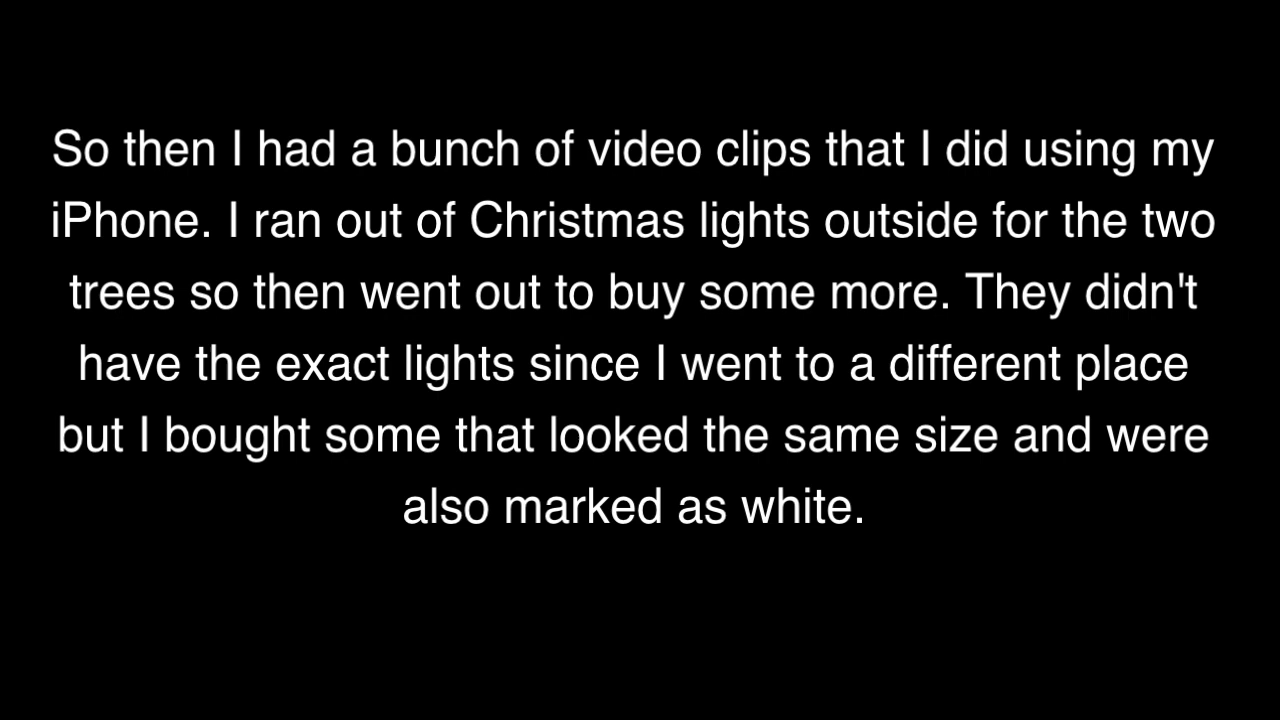 So then I had a bunch of video clips that I did using my
iPhone. I ran out of Christmas lights outside for the two
trees so then went out to buy some more. They didn't
have the exact lights since I went to a different place
but I bought some that looked the same size and were
also marked as white.